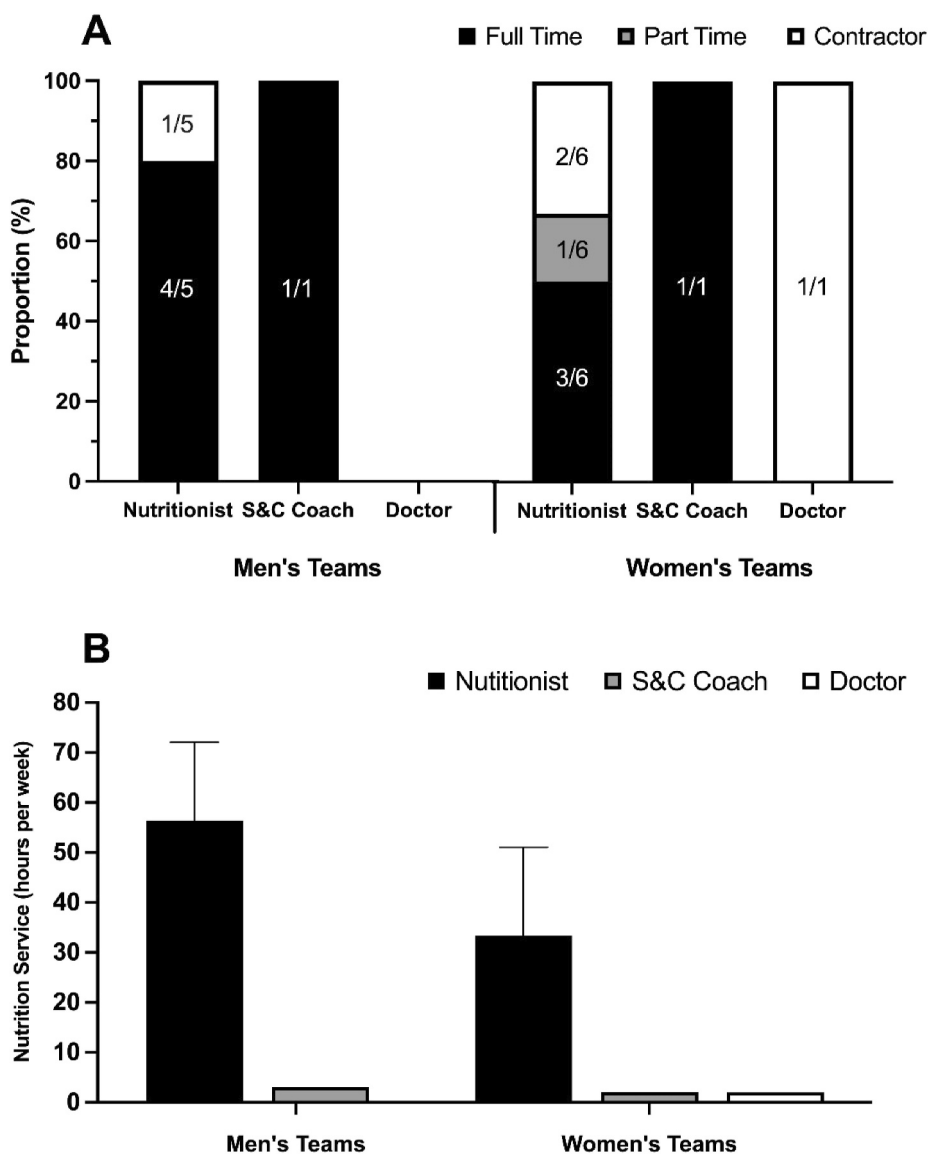 A
Full Time Part Time Contractor
100
80
60
40
20
0
Proportion (%)
1/5
4/5
1/1
2/6
1/6
3/6
1/1
1/1
Nutritionist S&C Coach Doctor Nutritionist S&C Coach Doctor
Men's Teams Women's Teams
B
Nutitionist S&C Coach Doctor
80
70
60
50
40
30
20
10
0
Nutrition Service (hours per week)
Men's Teams Women's Teams